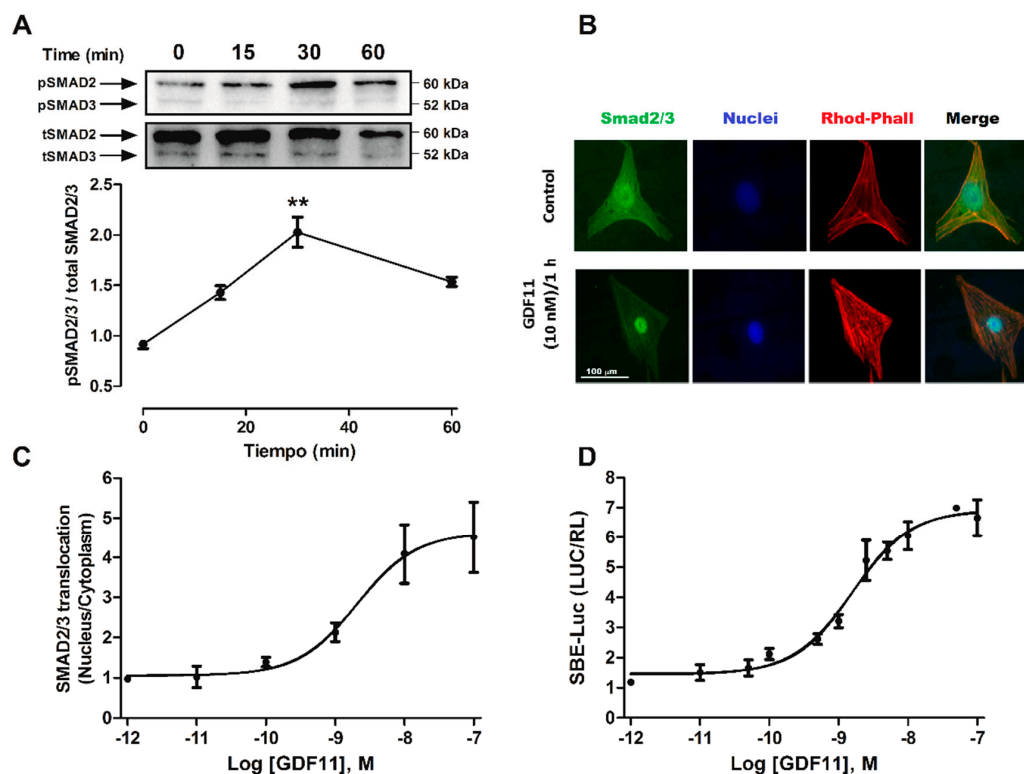 A
Time (min) 0 15 30 60
pSMAD2 60 kDa
pSMAD3 52 kDa
tSMAD2 60 kDa
tSMAD3 52 kDa
pSMAD2/3 / total SMAD2/3
2.5
2.0
1.5
1.0
0.5
**
0 20 40 60
Tiempo (min)
B
Smad2/3 Nuclei Rhod-Phall Merge
Control
GDF11
(10 nM)/1 h
100 µm
C
SMAD2/3 translocation
(Nucleus/Cytoplasm)
6
5
4
3
2
1
0
-12 -11 -10 -9 -8 -7
Log [GDF11], M
D
SBE-Luc (LUC/RL)
8
7
6
5
4
3
2
1
0
-12 -11 -10 -9 -8 -7
Log [GDF11], M